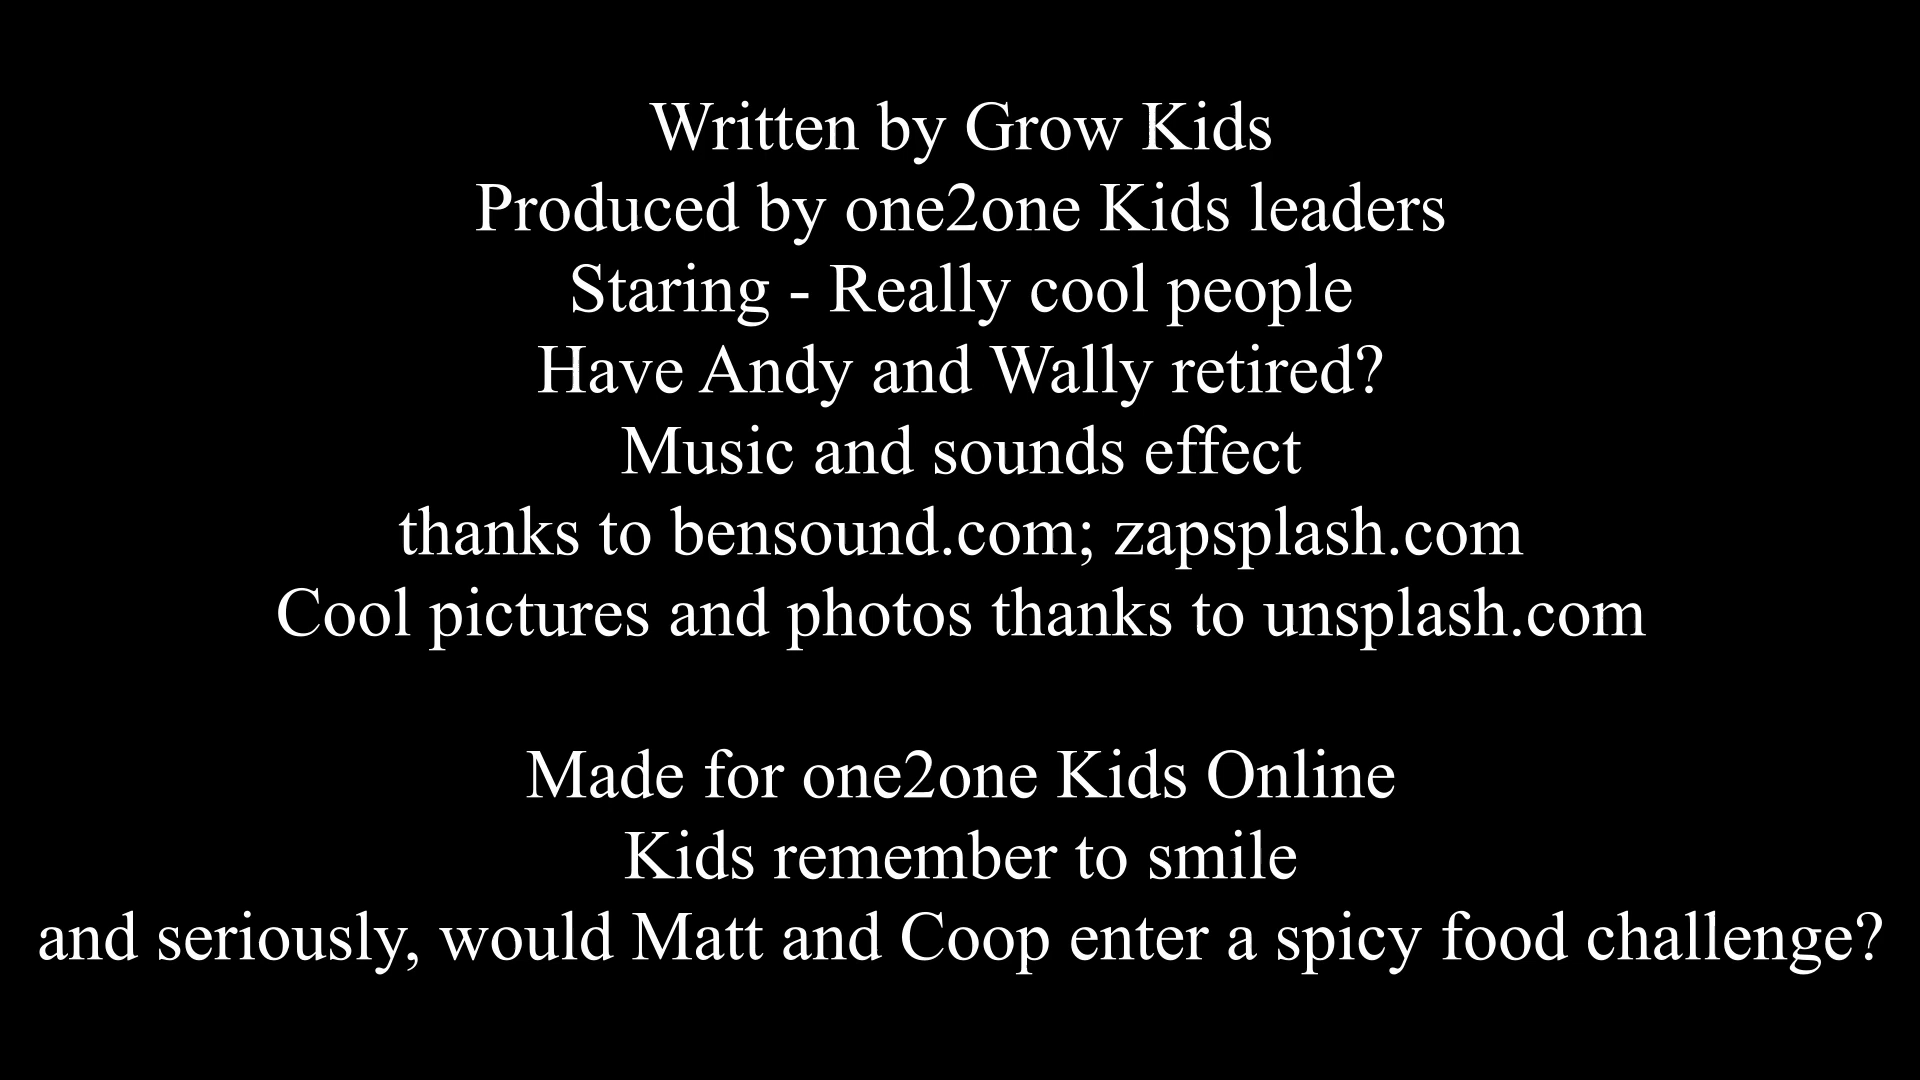 Written by Grow Kids
Produced by one2one Kids leaders
Staring - Really cool people
Have Andy and Wally retired?
Music and sounds effect
thanks to bensound.com; zapsplash.com
Cool pictures and photos thanks to unsplash.com
Made for one2one Kids Online
Kids remember to smile
and seriously, would Matt and Coop enter a spicy food challenge?